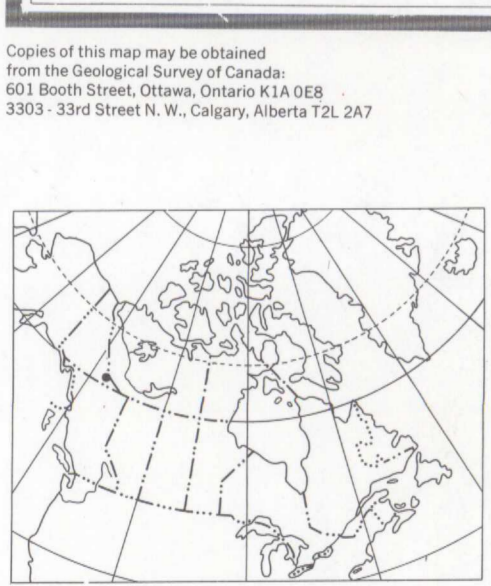 Copies of this map may be obtained
from the Geological Survey of Canada:
601 Booth Street, Ottawa, Ontario K1A 0E8
3303 - 33rd Street N. W., Calgary, Alberta T2L 2A7